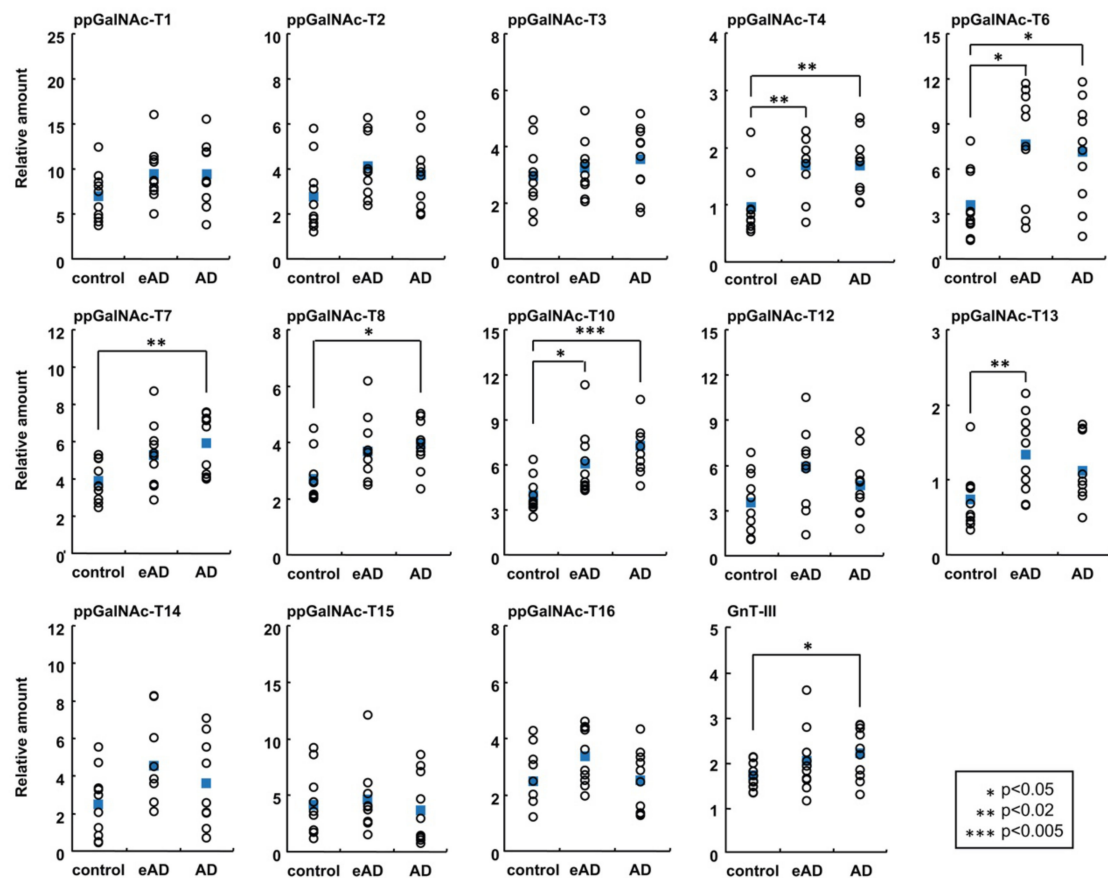 ppGalNAc-T1
ppGalNAc-T2
ppGalNAc-T3
ppGalNAc-T4
ppGalNAc-T6
Relative amount
25
20
15
10
5
0
control eAD AD
10
8
6
4
2
0
control eAD AD
8
6
4
2
0
control eAD AD
4
3
2
1
0
** **
control eAD AD
15
12
9
6
3
0
* *
control eAD AD
ppGalNAc-T7
ppGalNAc-T8
ppGalNAc-T10
ppGalNAc-T12
ppGalNAc-T13
Relative amount
12
10
8
6
4
2
0
**
control eAD AD
8
6
4
2
0
*
control eAD AD
15
12
9
6
3
0
***
*
control eAD AD
15
12
9
6
3
0
control eAD AD
3
2
1
0
**
control eAD AD
ppGalNAc-T14
ppGalNAc-T15
ppGalNAc-T16
GnT-III
Relative amount
12
10
8
6
4
2
0
control eAD AD
20
15
10
5
0
control eAD AD
8
6
4
2
0
control eAD AD
5
4
3
2
1
0
*
control eAD AD
* p<0.05
** p<0.02
*** p<0.005